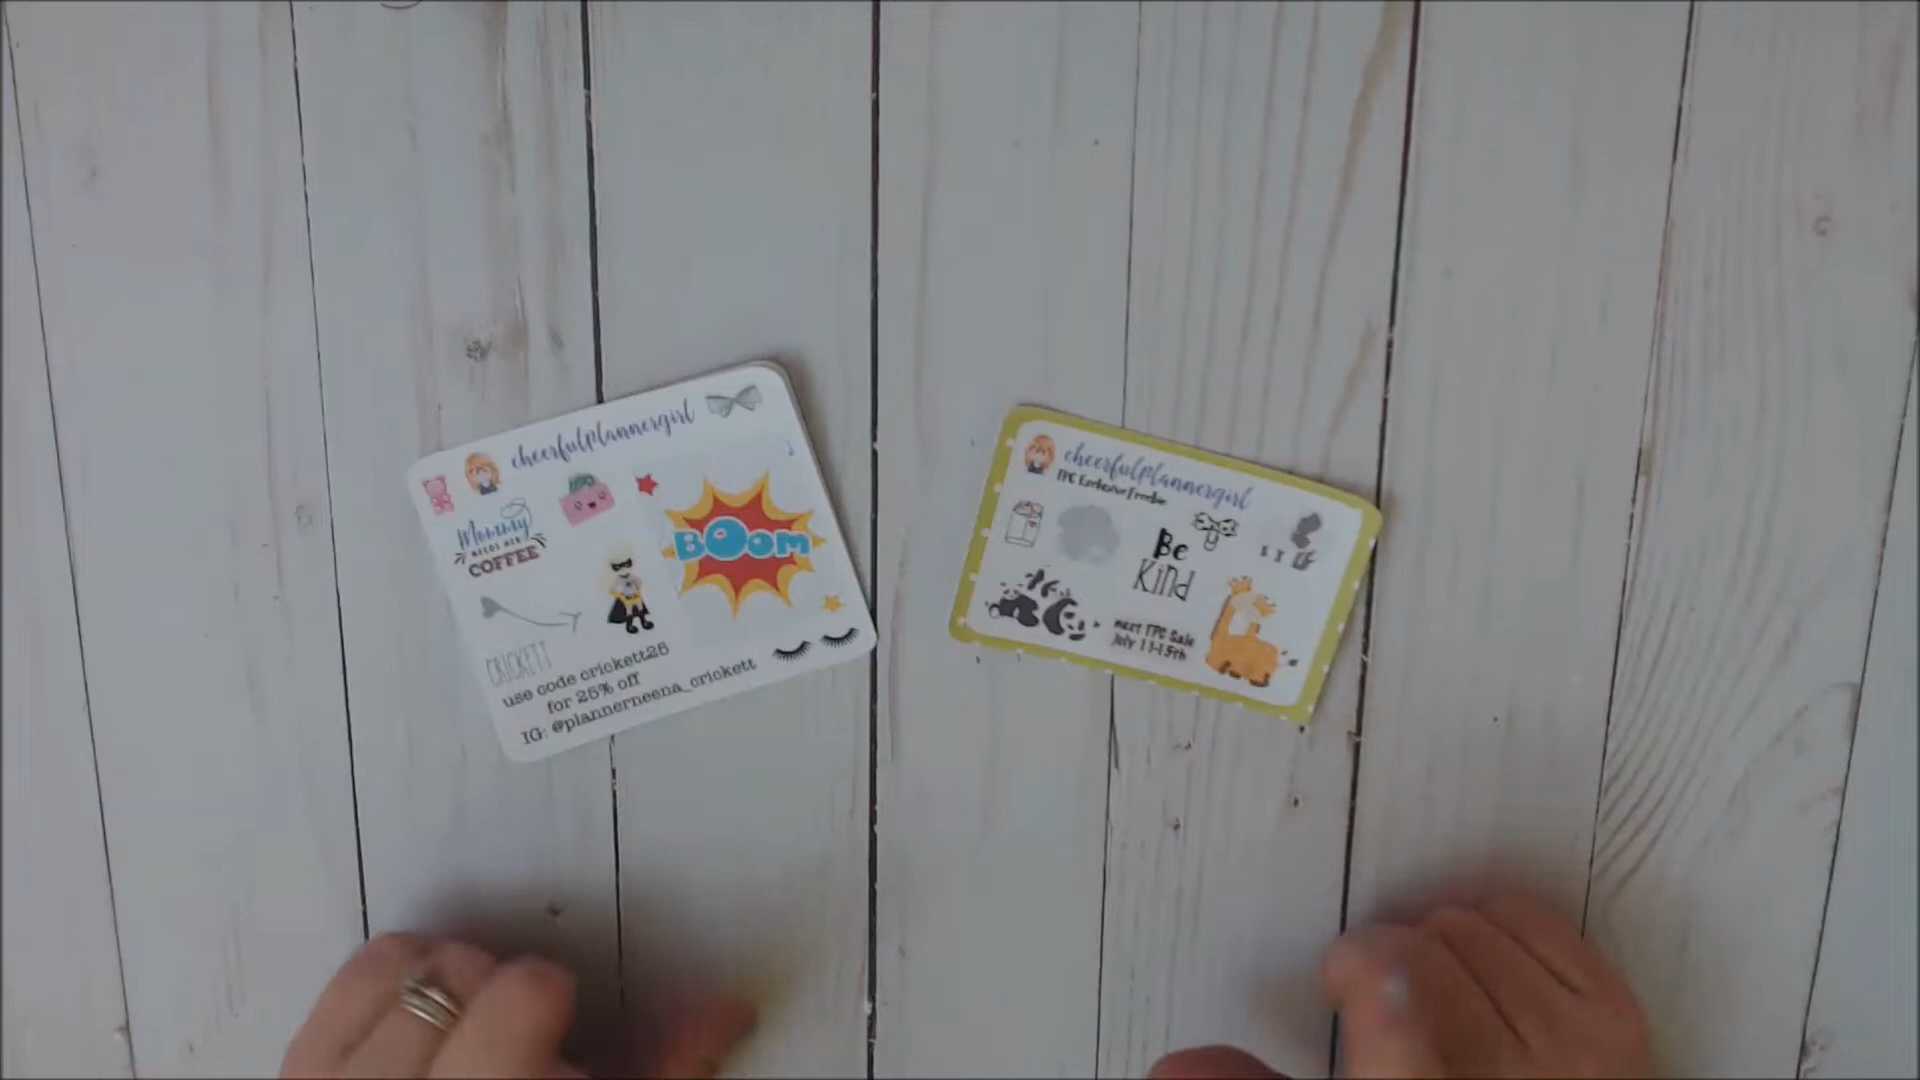 cheerfulplannergirl
Mommy
NEEDS HER
COFFEE
BOOm
CRICKETT
use code crickett25
for 25% off
IG: @plannerneena_crickett
cheerfulplannergirl
TPC Exclusive Freebie
Be
Kind
next TPC Sale
July 11-15th